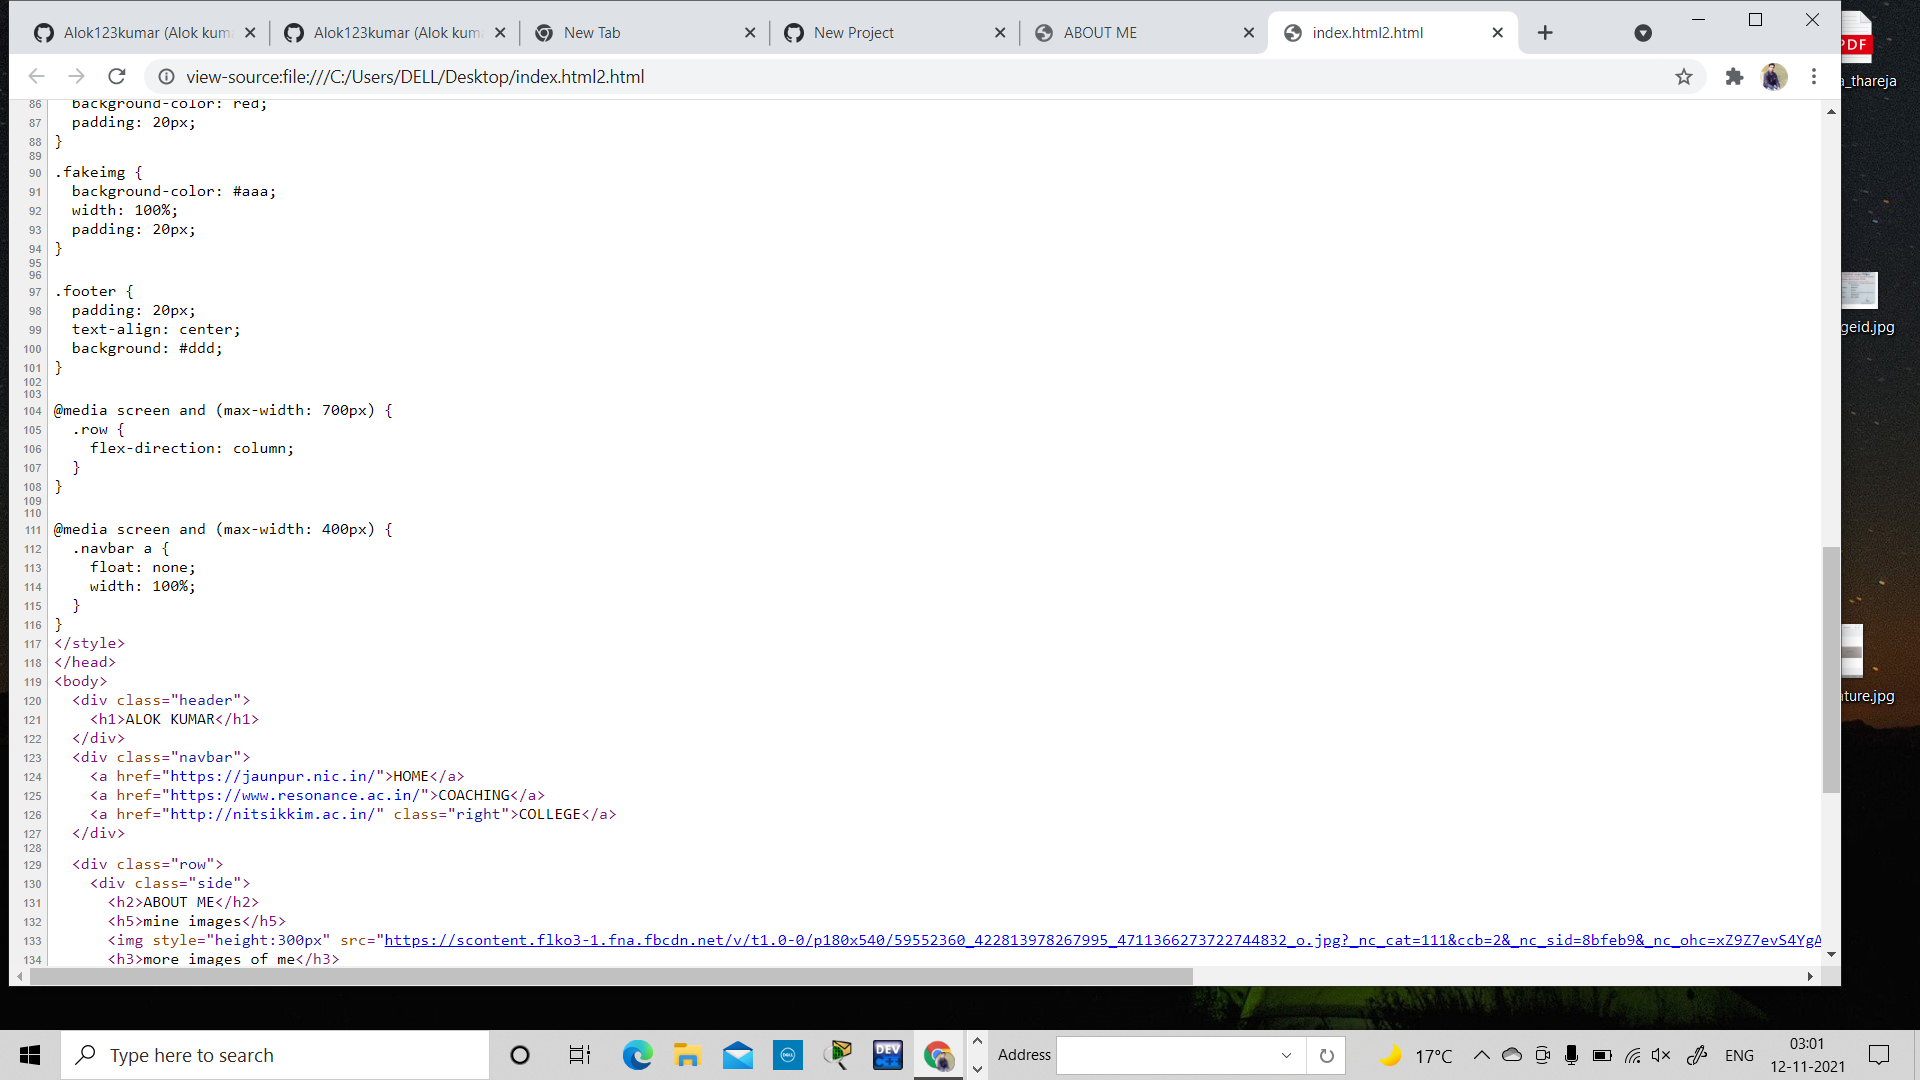 Alok123kumar (Alok kum
Alok123kumar (Alok kum
New Tab
New Project
ABOUT ME
index.html2.html
view-source:file:///C:/Users/DELL/Desktop/index.html2.html
86 background-color: red;
87 padding: 20px;
88 }
89
90 .fakeimg {
91 background-color: #aaa;
92 width: 100%;
93 padding: 20px;
94 }
95
96
97 .footer {
98 padding: 20px;
99 text-align: center;
100 background: #ddd;
101 }
102
103
104 @media screen and (max-width: 700px) {
105 .row {
106 flex-direction: column;
107 }
108 }
109
110
111 @media screen and (max-width: 400px) {
112 .navbar a {
113 float: none;
114 width: 100%;
115 }
116 }
117 </style>
118 </head>
119 <body>
120 <div class="header">
121 <h1>ALOK KUMAR</h1>
122 </div>
123 <div class="navbar">
124 <a href="https://jaunpur.nic.in/">HOME</a>
125 <a href="https://www.resonance.ac.in/">COACHING</a>
126 <a href="http://nitsikkim.ac.in/" class="right">COLLEGE</a>
127 </div>
128
129 <div class="row">
130 <div class="side">
131 <h2>ABOUT ME</h2>
132 <h5>mine images</h5>
133 <img style="height:300px" src="https://scontent.flko3-1.fna.fbcdn.net/v/t1.0-0/p180x540/59552360_422813978267995_4711366273722744832_o.jpg?_nc_cat=111&ccb=2&_nc_sid=8bfeb9&_nc_ohc=xZ9Z7evS4YgA
134 <h3>more images of me</h3>
PDF
a_thareja
geid.jpg
ature.jpg
Type here to search
DELL
DEV
C++
Address
17°C
ENG
03:01
12-11-2021